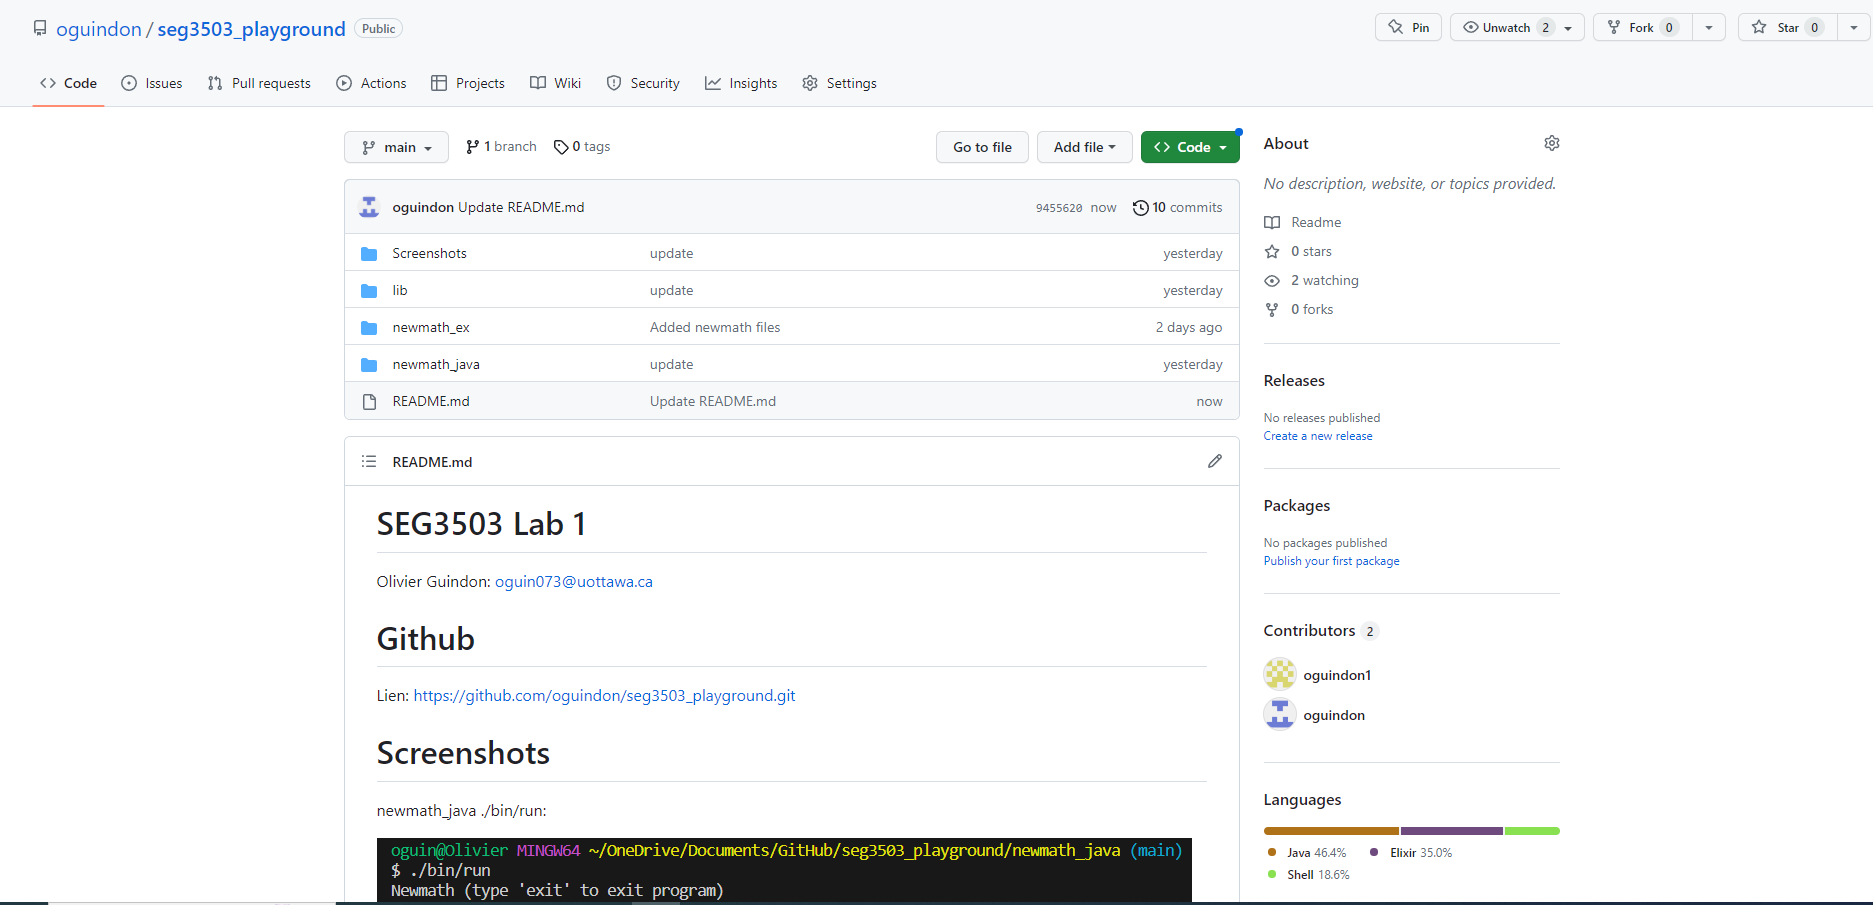 oguindon / seg3503_playground Public
Pin Unwatch 2 Fork 0 Star 0
Code Issues Pull requests Actions Projects Wiki Security Insights Settings
main 1 branch 0 tags Go to file Add file Code
oguindon Update README.md 9455620 now 10 commits
Screenshots update yesterday
lib update yesterday
newmath_ex Added newmath files 2 days ago
newmath_java update yesterday
README.md Update README.md now
README.md
SEG3503 Lab 1
Olivier Guindon: oguin073@uottawa.ca
Github
Lien: https://github.com/oguindon/seg3503_playground.git
Screenshots
newmath_java ./bin/run:
oguin@Olivier MINGW64 ~/OneDrive/Documents/GitHub/seg3503_playground/newmath_java (main)
$ ./bin/run
Newmath (type 'exit' to exit program)
About
No description, website, or topics provided.
Readme
0 stars
2 watching
0 forks
Releases
No releases published
Create a new release
Packages
No packages published
Publish your first package
Contributors 2
oguindon1
oguindon
Languages
Java 46.4% Elixir 35.0%
Shell 18.6%